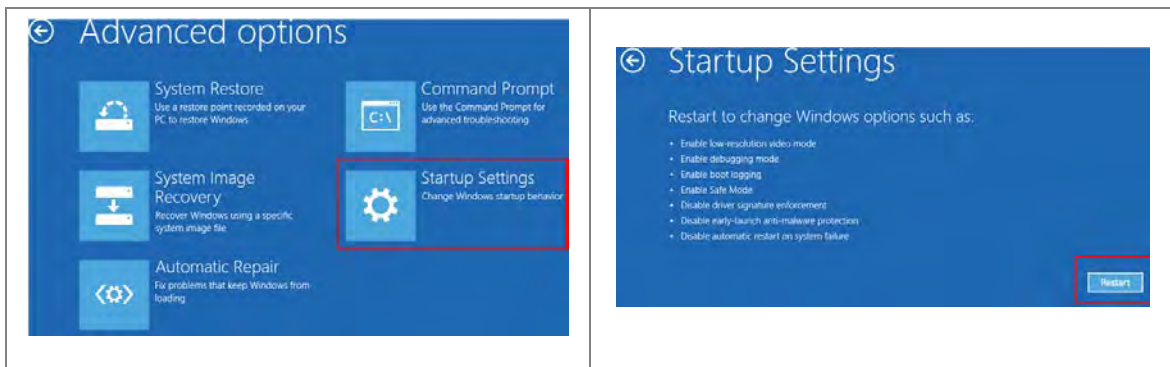 Advanced options
System Restore
Use a restore point recorded on your
PC to restore Windows
Command Prompt
Use the Command Prompt for
advanced troubleshooting
C:\
System Image
Recovery
Recover Windows using a specific
system image file
Startup Settings
Change Windows startup behavior
Automatic Repair
Fix problems that keep Windows from
loading
Startup Settings
Restart to change Windows options such as:
• Enable low-resolution video mode
• Enable debugging mode
• Enable boot logging
• Enable Safe Mode
• Disable driver signature enforcement
• Disable early-launch anti-malware protection
• Disable automatic restart on system failure
Restart